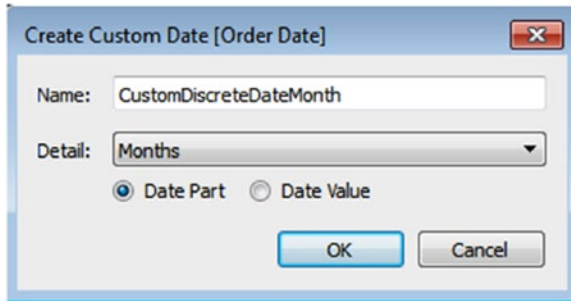 Create Custom Date [Order Date]
Name: CustomDiscreteDateMonth
Detail: Months
Date Part Date Value
OK Cancel